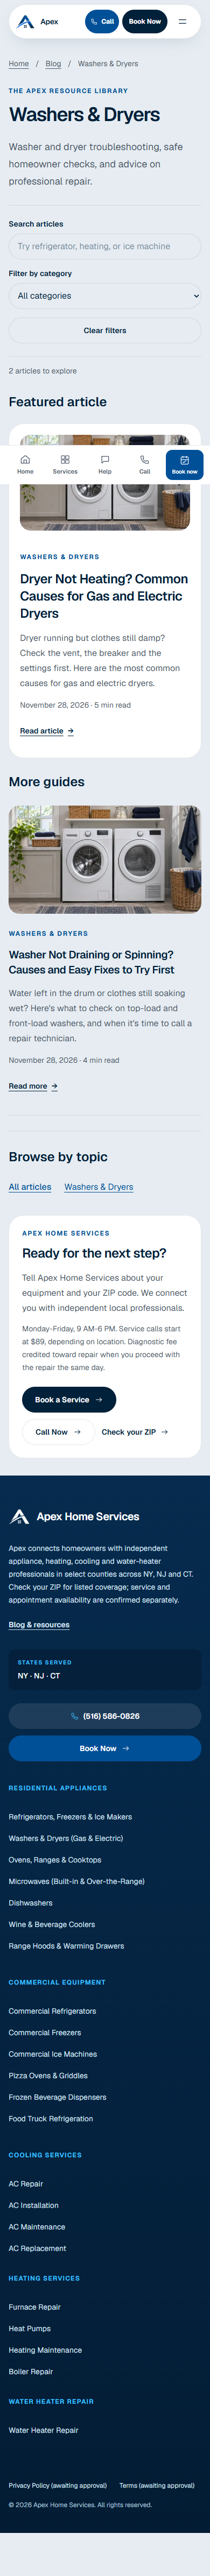 Apex
Call
Book Now
Home / Blog / Washers & Dryers
THE APEX RESOURCE LIBRARY
Washers & Dryers
Washer and dryer troubleshooting, safe
homeowner checks, and advice on
professional repair.
Search articles
Try refrigerator, heating, or ice machine
Filter by category
All categories
Clear filters
2 articles to explore
Featured article
Home
Services
Help
Call
Book now
WASHERS & DRYERS
Dryer Not Heating? Common
Causes for Gas and Electric
Dryers
Dryer running but clothes still damp?
Check the vent, the breaker and the
settings first. Here are the most common
causes for gas and electric dryers.
November 28, 2026 · 5 min read
Read article →
More guides
WASHERS & DRYERS
Washer Not Draining or Spinning?
Causes and Easy Fixes to Try First
Water left in the drum or clothes still soaking
wet? Here's what to check on top-load and
front-load washers, and when it's time to call a
repair technician.
November 28, 2026 · 4 min read
Read more →
Browse by topic
All articles
Washers & Dryers
APEX HOME SERVICES
Ready for the next step?
Tell Apex Home Services about your
equipment and your ZIP code. We connect
you with independent local professionals.
Monday-Friday, 9 AM-6 PM. Service calls start
at $89, depending on location. Diagnostic fee
credited toward repair when you proceed with
the repair the same day.
Book a Service →
Call Now →
Check your ZIP →
Apex Home Services
Apex connects homeowners with independent
appliance, heating, cooling and water-heater
professionals in select counties across NY, NJ and CT.
Check your ZIP for listed coverage; service and
appointment availability are confirmed separately.
Blog & resources
STATES SERVED
NY · NJ · CT
(516) 586-0826
Book Now →
RESIDENTIAL APPLIANCES
Refrigerators, Freezers & Ice Makers
Washers & Dryers (Gas & Electric)
Ovens, Ranges & Cooktops
Microwaves (Built-in & Over-the-Range)
Dishwashers
Wine & Beverage Coolers
Range Hoods & Warming Drawers
COMMERCIAL EQUIPMENT
Commercial Refrigerators
Commercial Freezers
Commercial Ice Machines
Pizza Ovens & Griddles
Frozen Beverage Dispensers
Food Truck Refrigeration
COOLING SERVICES
AC Repair
AC Installation
AC Maintenance
AC Replacement
HEATING SERVICES
Furnace Repair
Heat Pumps
Heating Maintenance
Boiler Repair
WATER HEATER REPAIR
Water Heater Repair
Privacy Policy (awaiting approval)
Terms (awaiting approval)
© 2026 Apex Home Services. All rights reserved.